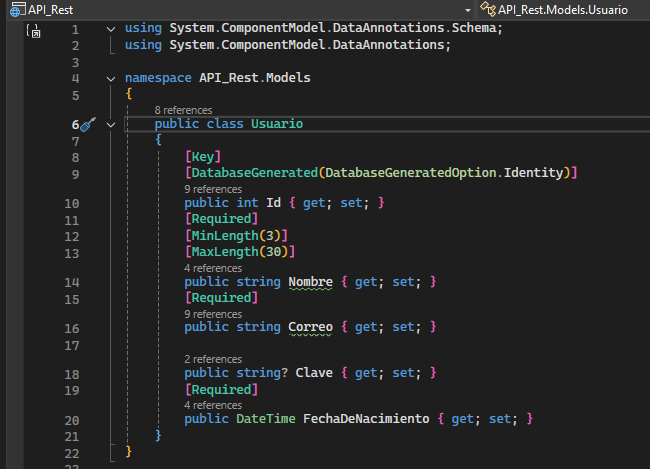 API_Rest API_Rest.Models.Usuario
1 using System.ComponentModel.DataAnnotations.Schema;
2 using System.ComponentModel.DataAnnotations;
3
4 namespace API_Rest.Models
5 {
8 references
6 public class Usuario
7 {
8 [Key]
9 [DatabaseGenerated(DatabaseGeneratedOption.Identity)]
9 references
10 public int Id { get; set; }
11 [Required]
12 [MinLength(3)]
13 [MaxLength(30)]
4 references
14 public string Nombre { get; set; }
15 [Required]
9 references
16 public string Correo { get; set; }
17
2 references
18 public string? Clave { get; set; }
19 [Required]
4 references
20 public DateTime FechaDeNacimiento { get; set; }
21 }
22 }